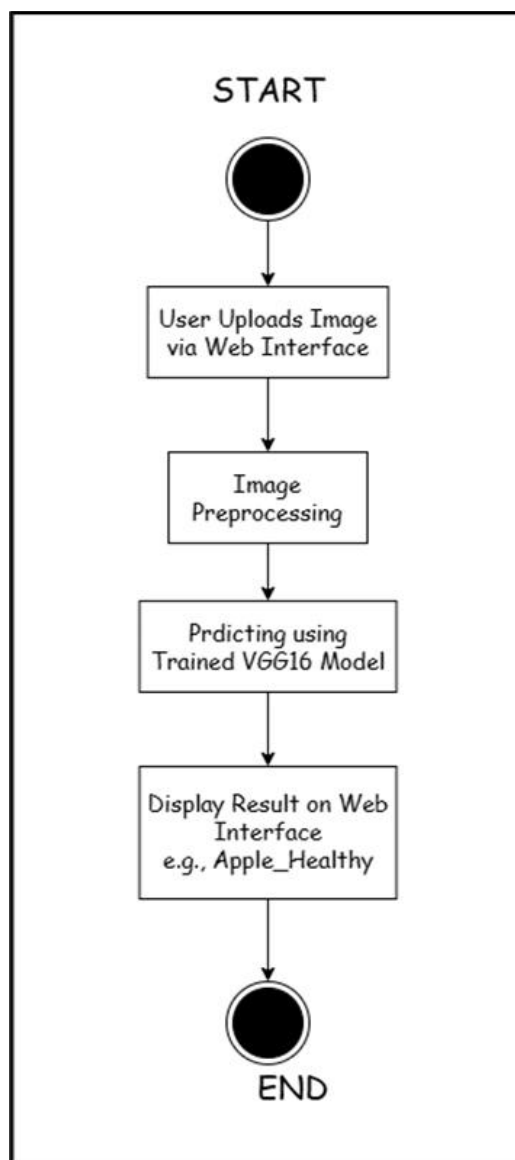 START
User Uploads Image
via Web Interface
Image
Preprocessing
Prdicting using
Trained VGG16 Model
Display Result on Web
Interface
e.g., Apple_Healthy
END